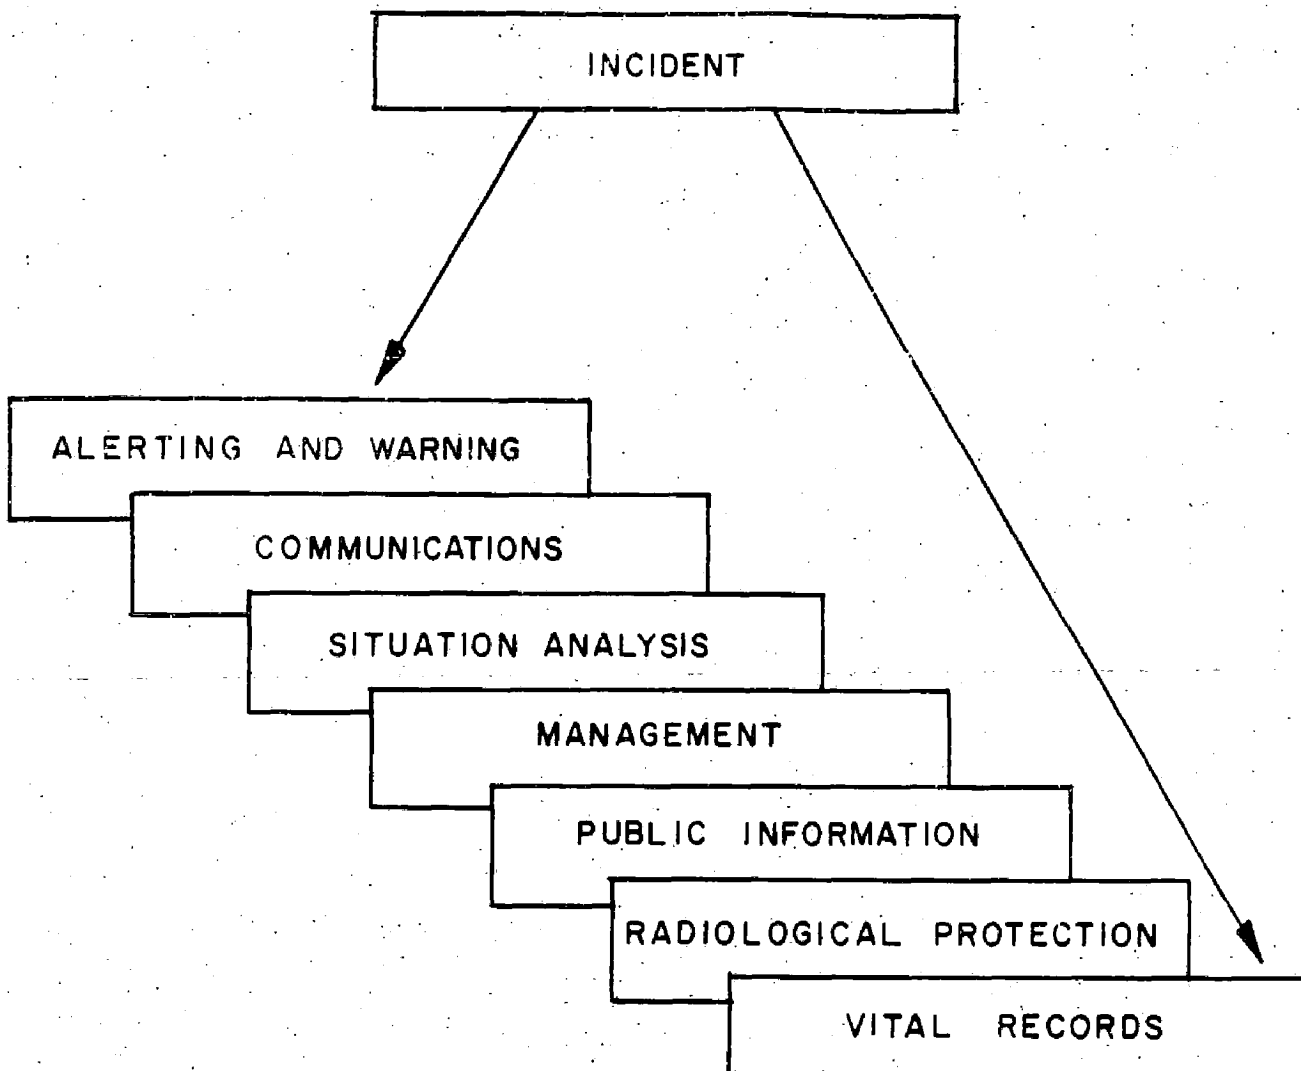 INCIDENT
ALERTING AND WARNING
COMMUNICATIONS
SITUATION ANALYSIS
MANAGEMENT
PUBLIC INFORMATION
RADIOLOGICAL PROTECTION
VITAL RECORDS